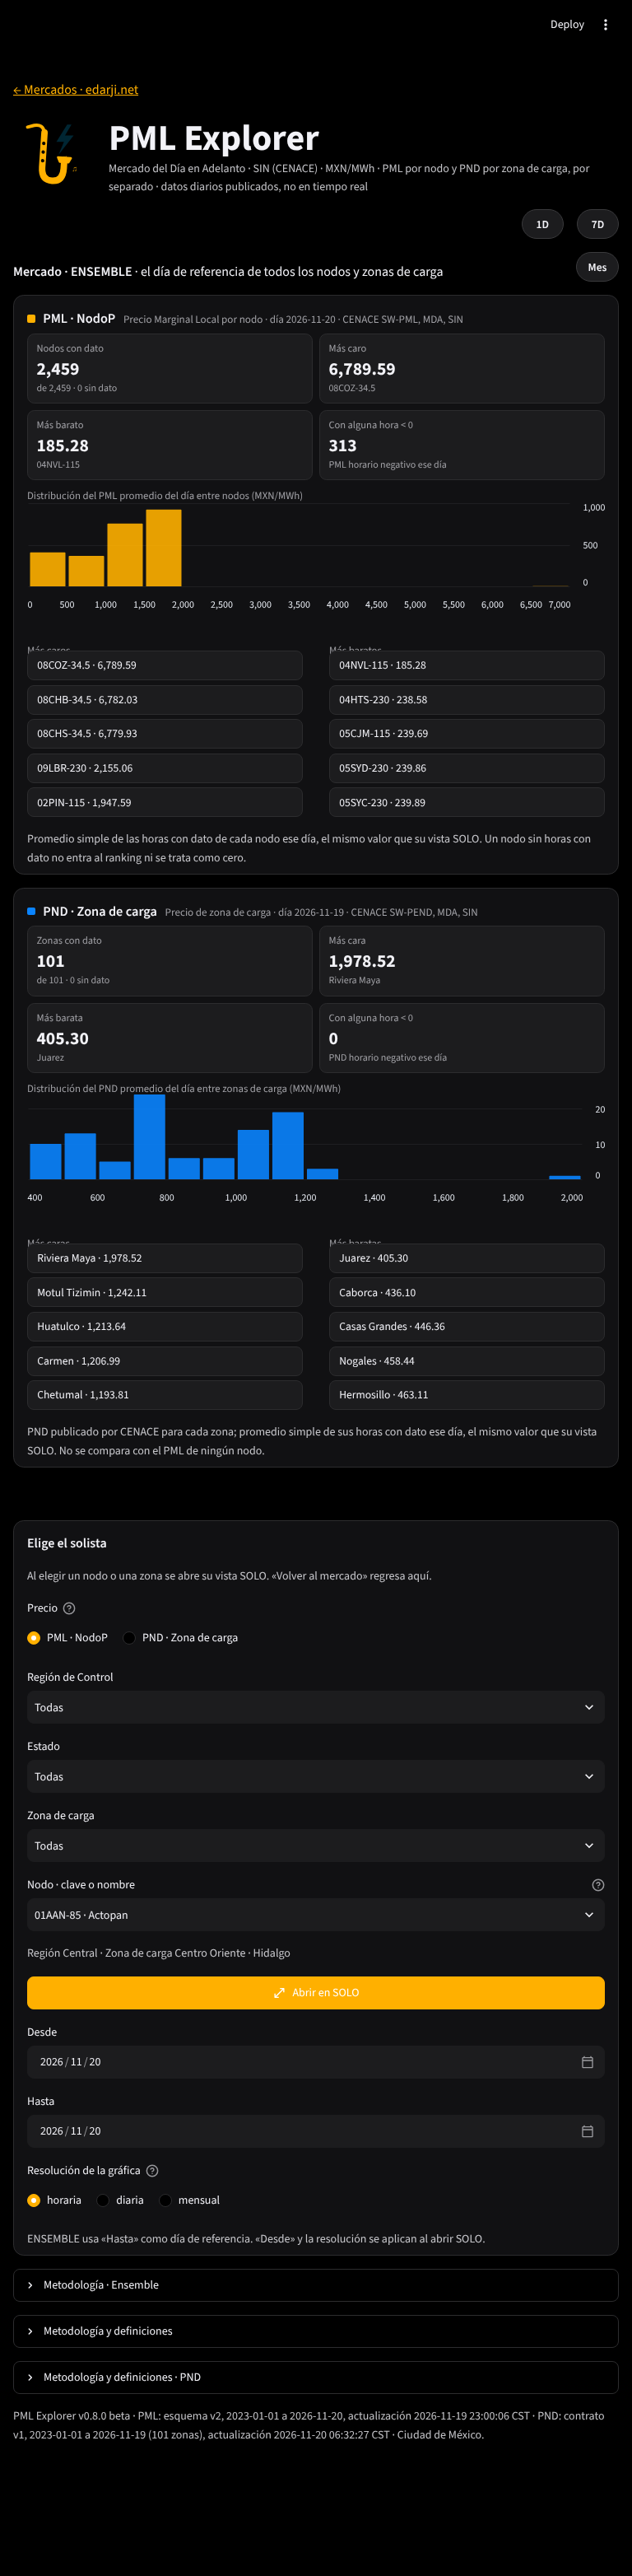 Deploy
← Mercados · edarji.net
PML Explorer
Mercado del Día en Adelanto · SIN (CENACE) · MXN/MWh · PML por nodo y PND por zona de carga, por
separado · datos diarios publicados, no en tiempo real
1D
7D
Mercado · ENSEMBLE · el día de referencia de todos los nodos y zonas de carga
Mes
PML · NodoP Precio Marginal Local por nodo · día 2026-11-20 · CENACE SW-PML, MDA, SIN
Nodos con dato
2,459
de 2,459 · 0 sin dato
Más caro
6,789.59
08COZ-34.5
Más barato
185.28
04NVL-115
Con alguna hora < 0
313
PML horario negativo ese día
Distribución del PML promedio del día entre nodos (MXN/MWh)
1,000
500
0
0 500 1,000 1,500 2,000 2,500 3,000 3,500 4,000 4,500 5,000 5,500 6,000 6,500 7,000
Más caros
08COZ-34.5 · 6,789.59
08CHB-34.5 · 6,782.03
08CHS-34.5 · 6,779.93
09LBR-230 · 2,155.06
02PIN-115 · 1,947.59
Más baratos
04NVL-115 · 185.28
04HTS-230 · 238.58
05CJM-115 · 239.69
05SYD-230 · 239.86
05SYC-230 · 239.89
Promedio simple de las horas con dato de cada nodo ese día, el mismo valor que su vista SOLO. Un nodo sin horas con
dato no entra al ranking ni se trata como cero.
PND · Zona de carga Precio de zona de carga · día 2026-11-19 · CENACE SW-PEND, MDA, SIN
Zonas con dato
101
de 101 · 0 sin dato
Más cara
1,978.52
Riviera Maya
Más barata
405.30
Juarez
Con alguna hora < 0
0
PND horario negativo ese día
Distribución del PND promedio del día entre zonas de carga (MXN/MWh)
20
10
0
400 600 800 1,000 1,200 1,400 1,600 1,800 2,000
Más caras
Riviera Maya · 1,978.52
Motul Tizimin · 1,242.11
Huatulco · 1,213.64
Carmen · 1,206.99
Chetumal · 1,193.81
Más baratas
Juarez · 405.30
Caborca · 436.10
Casas Grandes · 446.36
Nogales · 458.44
Hermosillo · 463.11
PND publicado por CENACE para cada zona; promedio simple de sus horas con dato ese día, el mismo valor que su vista
SOLO. No se compara con el PML de ningún nodo.
Elige el solista
Al elegir un nodo o una zona se abre su vista SOLO. «Volver al mercado» regresa aquí.
Precio
PML · NodoP PND · Zona de carga
Región de Control
Todas
Estado
Todas
Zona de carga
Todas
Nodo · clave o nombre
01AAN-85 · Actopan
Región Central · Zona de carga Centro Oriente · Hidalgo
Abrir en SOLO
Desde
2026 / 11 / 20
Hasta
2026 / 11 / 20
Resolución de la gráfica
horaria diaria mensual
ENSEMBLE usa «Hasta» como día de referencia. «Desde» y la resolución se aplican al abrir SOLO.
Metodología · Ensemble
Metodología y definiciones
Metodología y definiciones · PND
PML Explorer v0.8.0 beta · PML: esquema v2, 2023-01-01 a 2026-11-20, actualización 2026-11-19 23:00:06 CST · PND: contrato
v1, 2023-01-01 a 2026-11-19 (101 zonas), actualización 2026-11-20 06:32:27 CST · Ciudad de México.